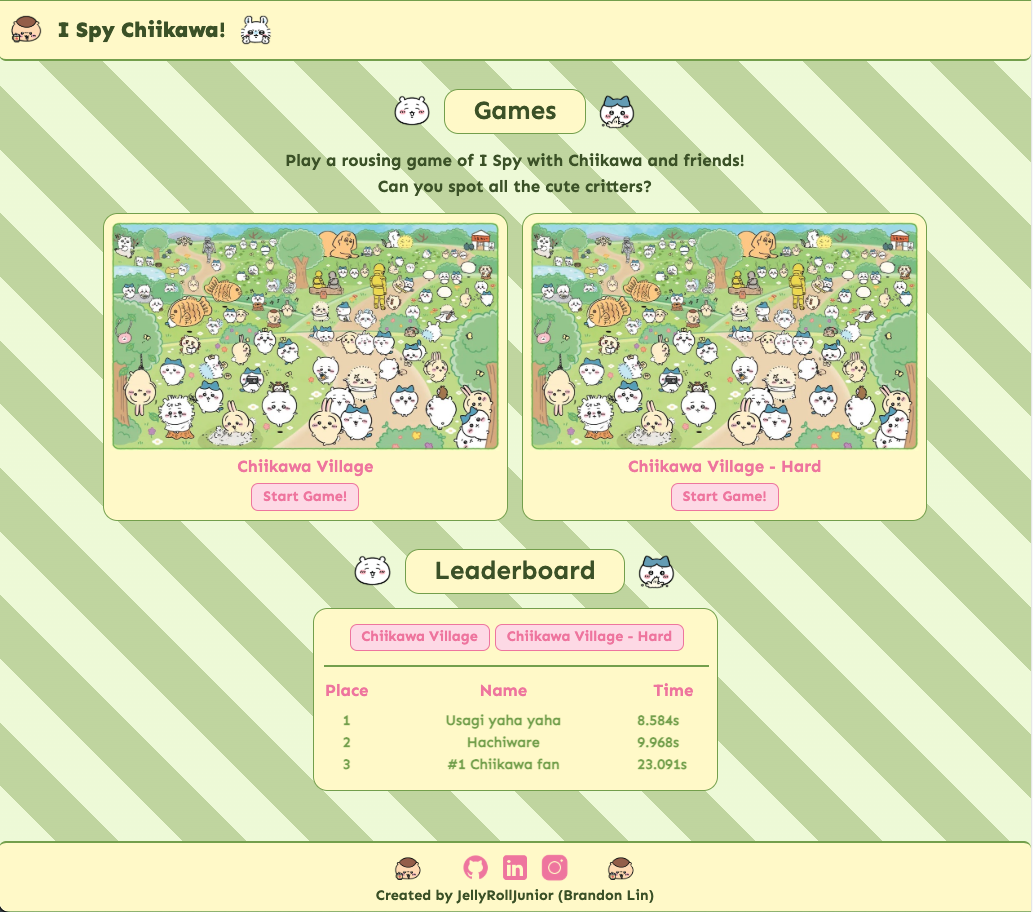 I Spy Chiikawa!
Games
Play a rousing game of I Spy with Chiikawa and friends!
Can you spot all the cute critters?
Chiikawa Village
Start Game!
Chiikawa Village - Hard
Start Game!
Leaderboard
Chiikawa Village Chiikawa Village - Hard
Place Name Time
1 Usagi yaha yaha 8.584s
2 Hachiware 9.968s
3 #1 Chiikawa fan 23.091s
in
Created by JellyRollJunior (Brandon Lin)